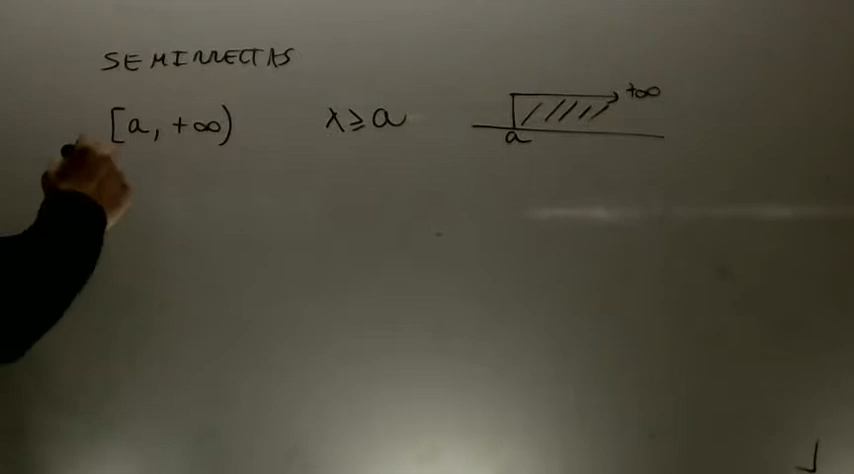 SEMIRRECTAS
[a, +∞) x ≥ a a +∞